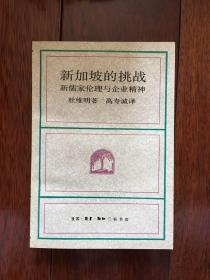 新加坡的挑战
新儒家伦理与企业精神
杜维明著 高专诚译
生活·读书·新知三联书店